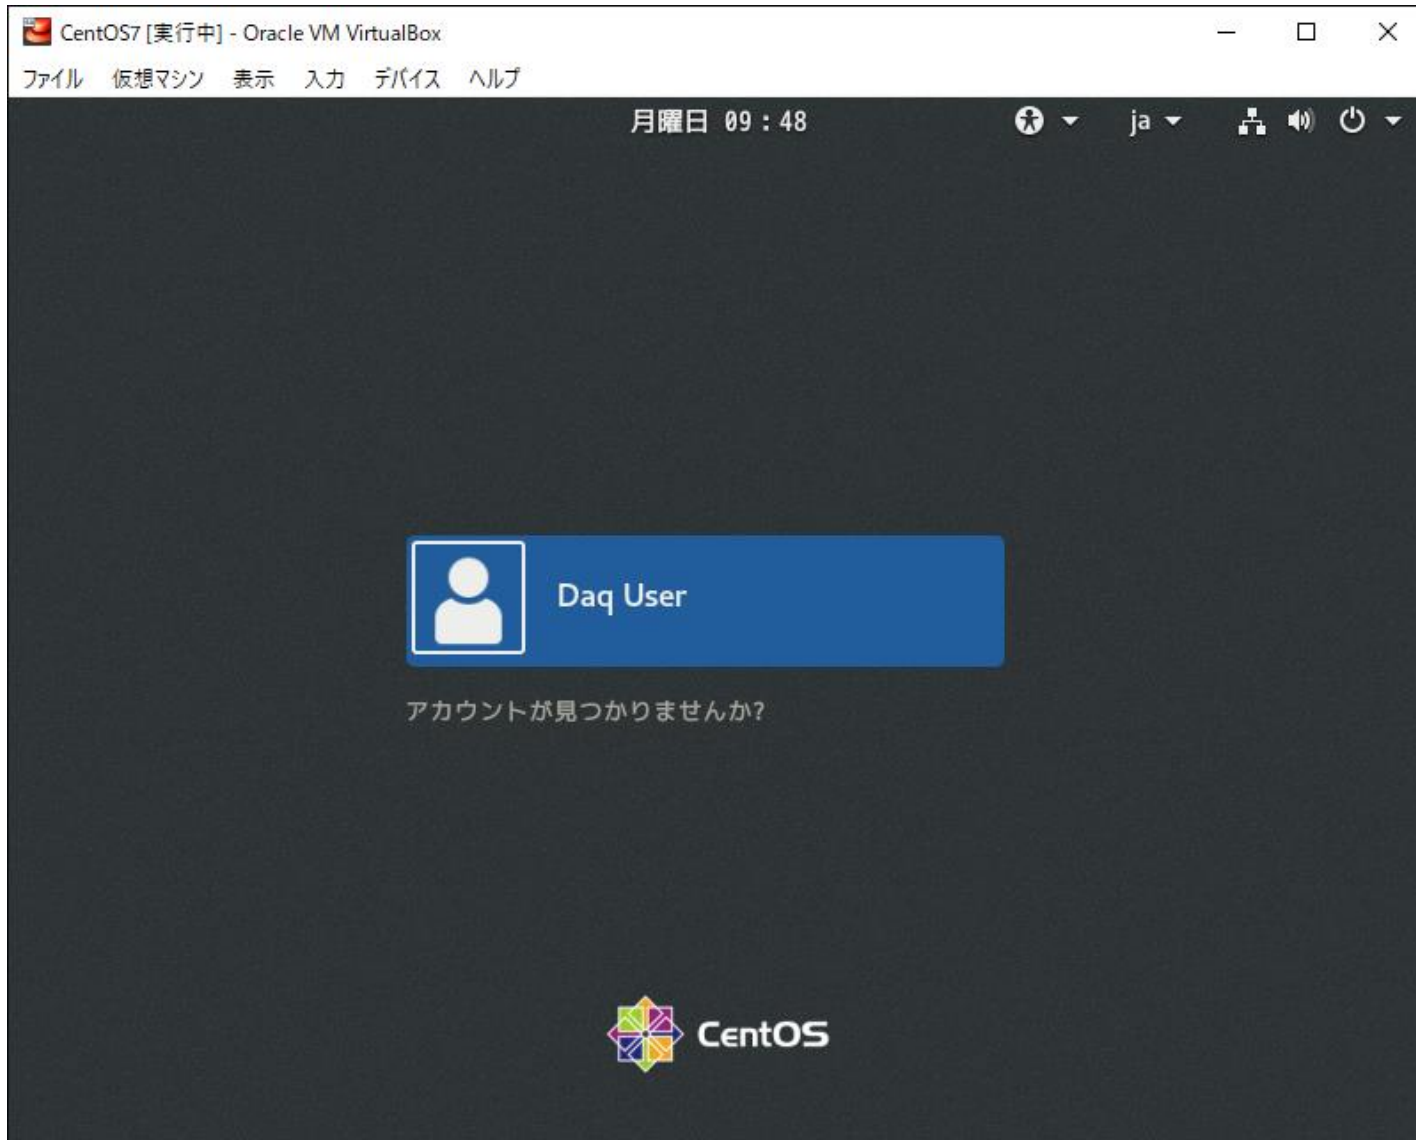 CentOS7 [実行中] - Oracle VM VirtualBox
ファイル 仮想マシン 表示 入力 デバイス ヘルプ
月曜日 09：48 ja
Daq User
アカウントが見つかりませんか?
CentOS